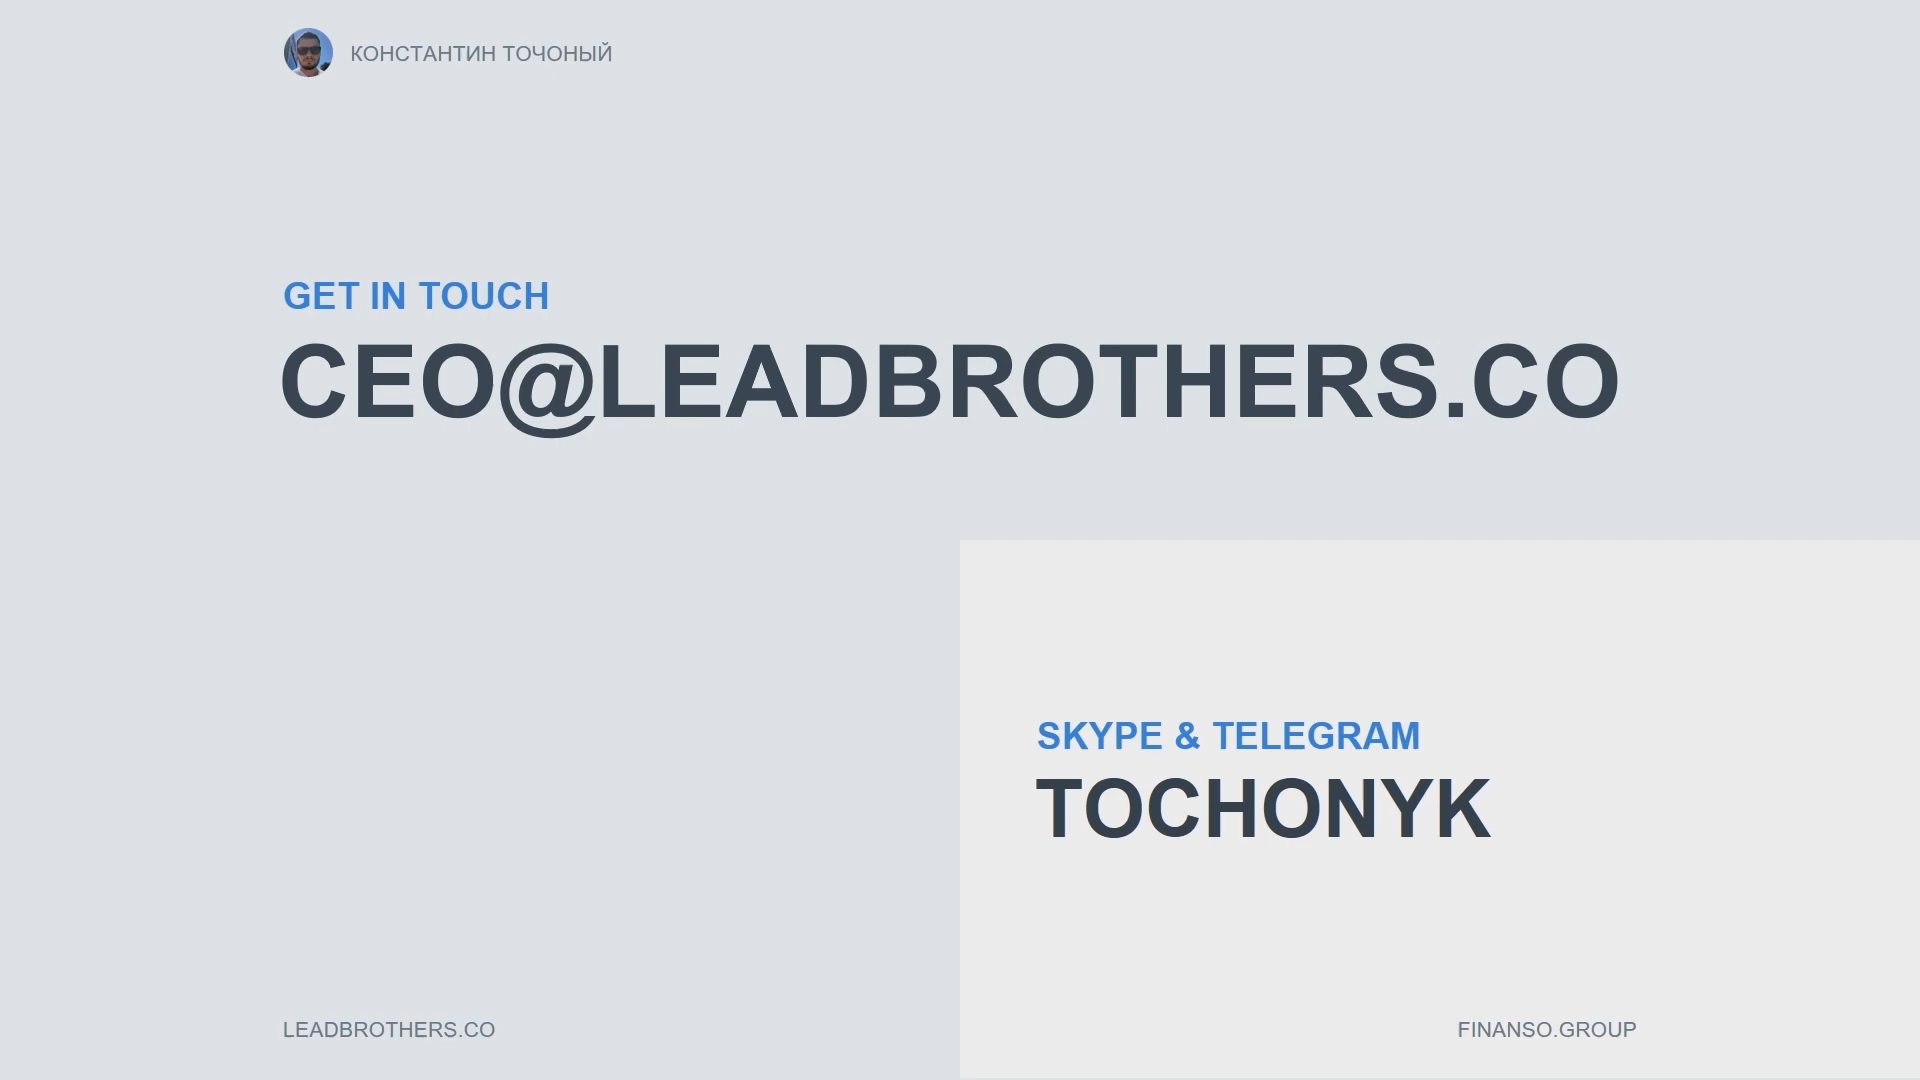 КОНСТАНТИН ТОЧОНЫЙ
GET IN TOUCH
CEO@LEADBROTHERS.CO
SKYPE & TELEGRAM
TOCHONYK
LEADBROTHERS.CO
FINANSO.GROUP